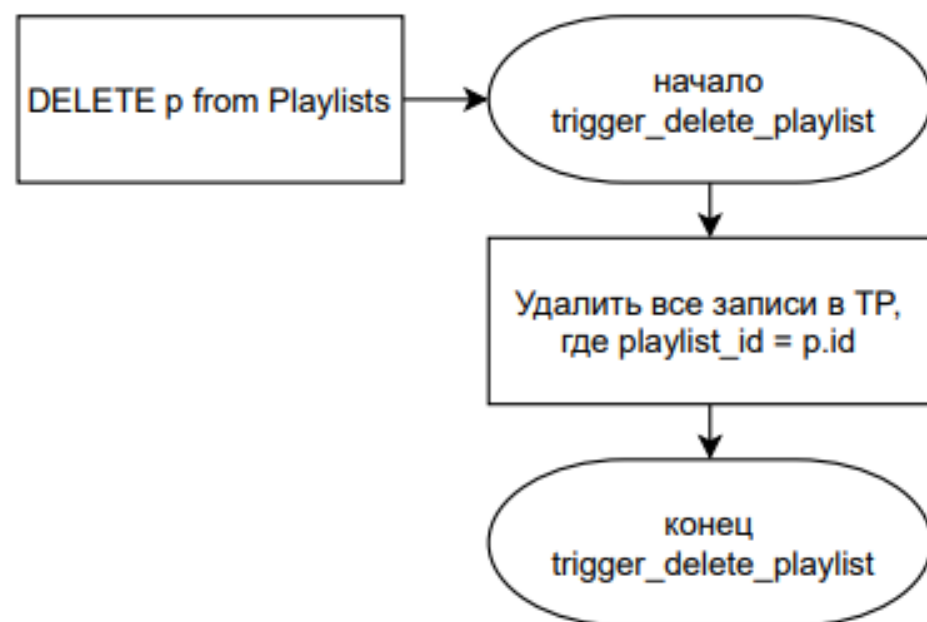 DELETE p from Playlists
начало
trigger_delete_playlist
Удалить все записи в TP,
где playlist_id = p.id
конец
trigger_delete_playlist